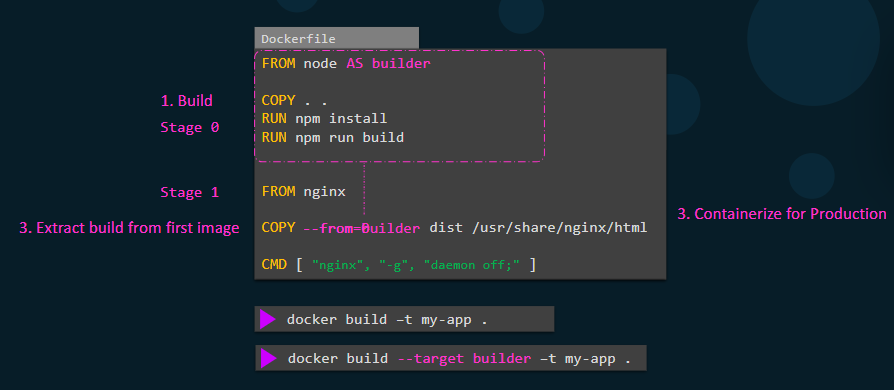 Dockerfile
FROM node AS builder
1. Build
COPY . .
RUN npm install
Stage 0
RUN npm run build
Stage 1
FROM nginx
3. Extract build from first image
COPY --from=builder dist /usr/share/nginx/html
3. Containerize for Production
CMD [ "nginx", "-g", "daemon off;" ]
docker build –t my-app .
docker build --target builder –t my-app .